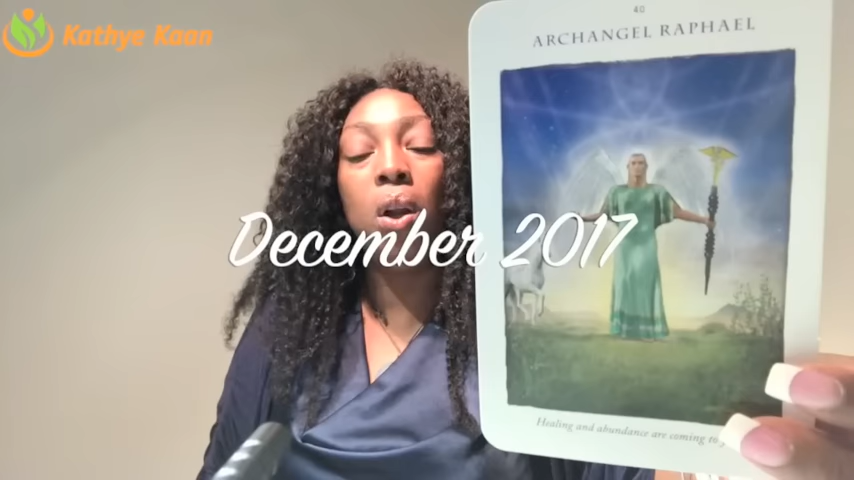 Kathye Kaan
40
ARCHANGEL RAPHAEL
December 2017
Healing and abundance are coming to